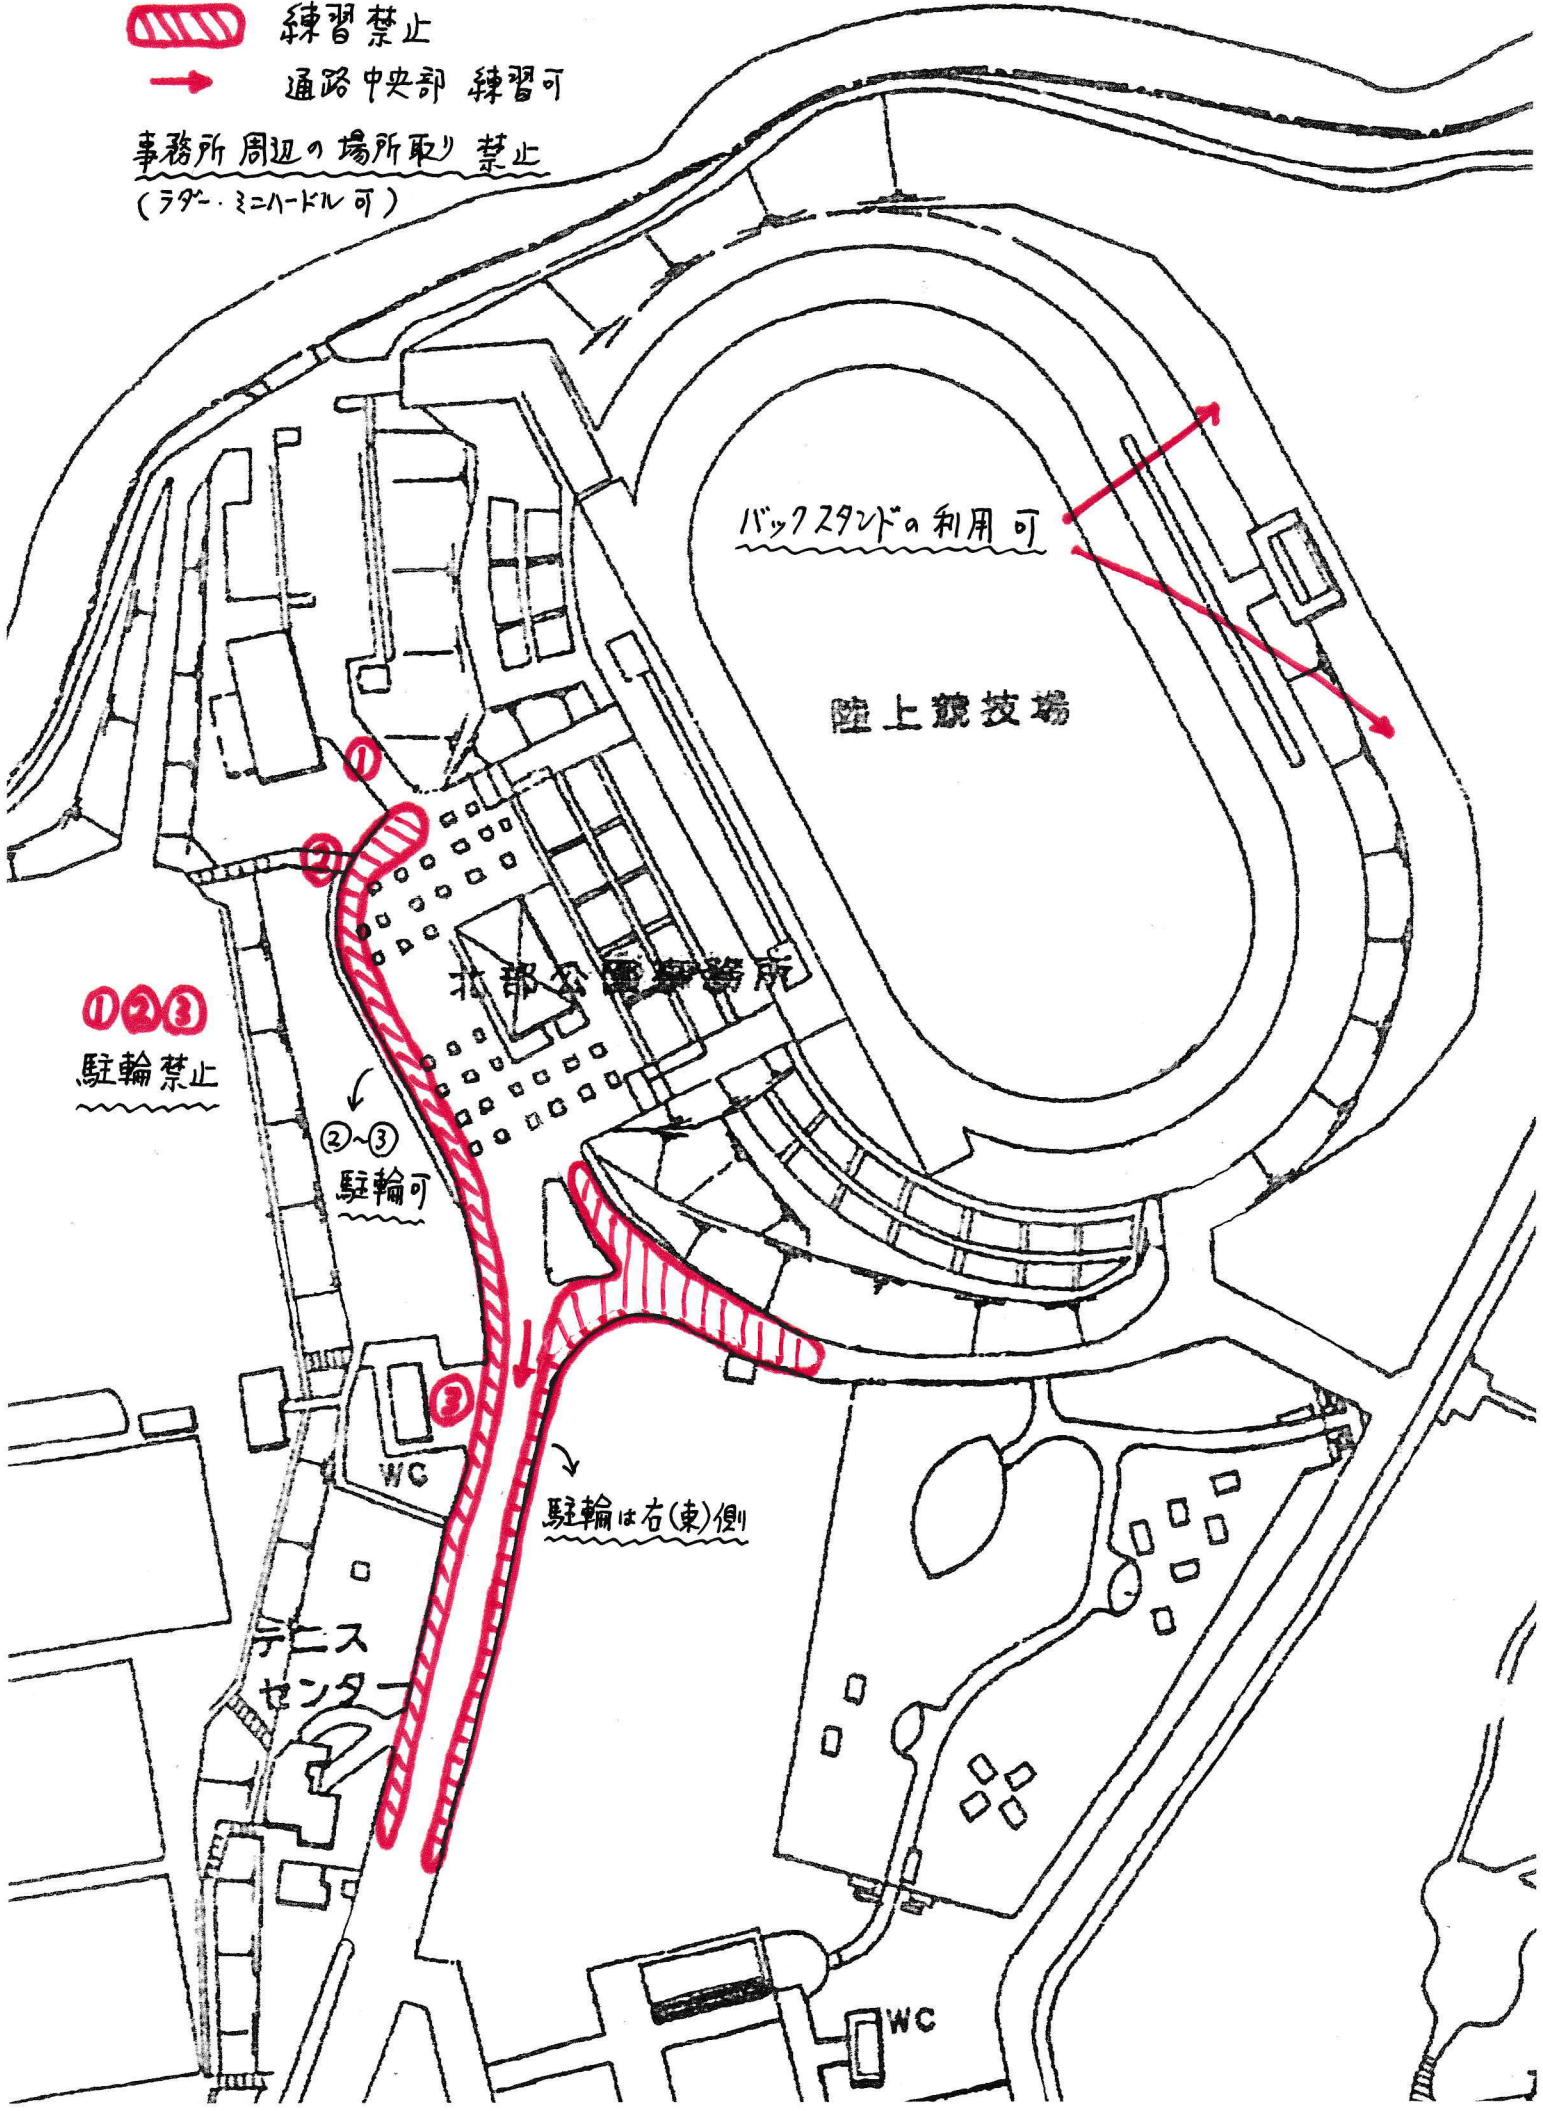 練習禁止
通路中央部 練習可
事務所周辺の場所取り禁止
(ラダー・ミニハードル可)
バックスタンドの利用可
陸上競技場
①
②
北部公園事務所
①②③
駐輪禁止
②~③
駐輪可
③
WC
駐輪は右(東)側
テニス
センター
WC